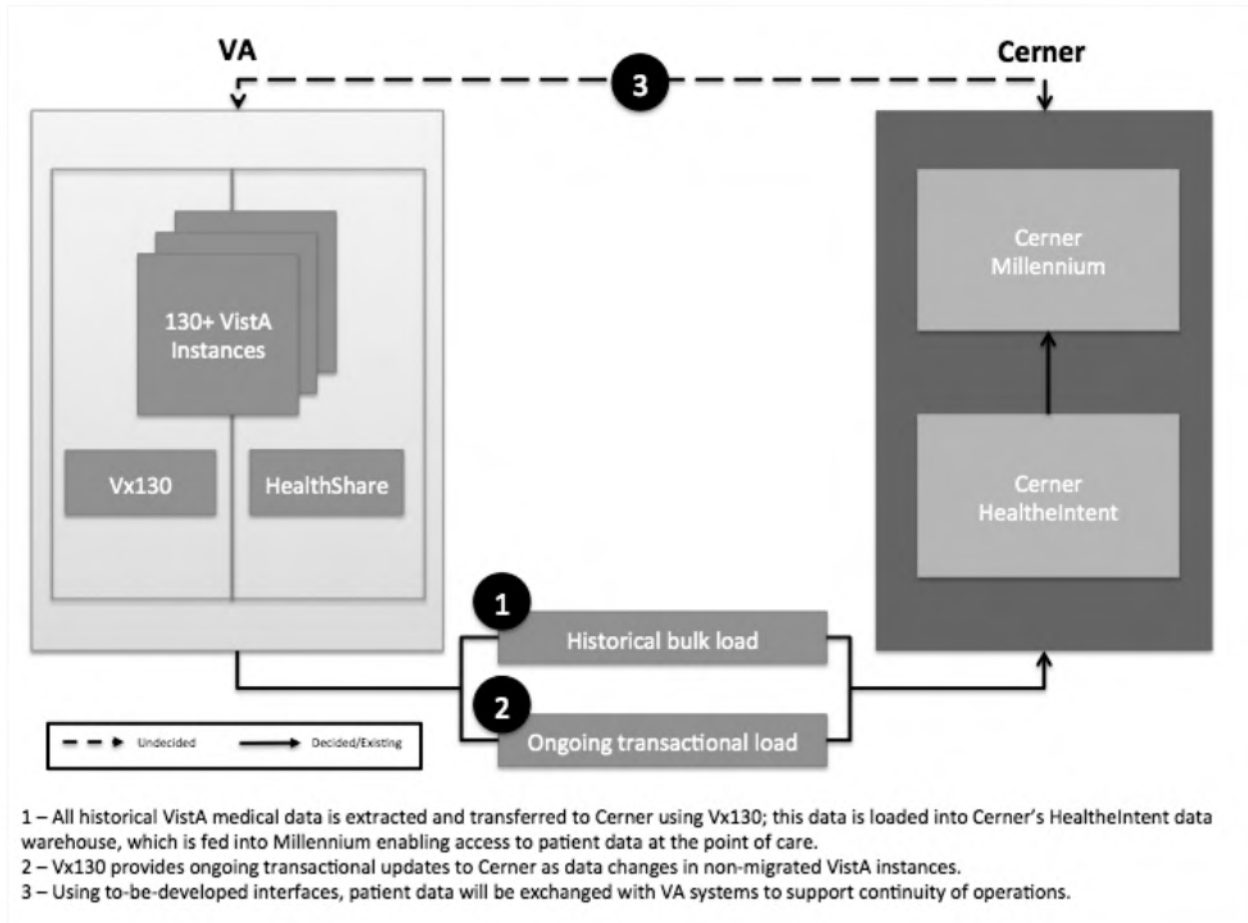 VA
Cerner
3
130+ VistA
Instances
Vx130
HealthShare
Cerner
Millennium
Cerner
HealtheIntent
1
Historical bulk load
2
Ongoing transactional load
Undecided
Decided/Existing
1 – All historical VistA medical data is extracted and transferred to Cerner using Vx130; this data is loaded into Cerner's HealtheIntent data
warehouse, which is fed into Millennium enabling access to patient data at the point of care.
2 – Vx130 provides ongoing transactional updates to Cerner as data changes in non-migrated VistA instances.
3 – Using to-be-developed interfaces, patient data will be exchanged with VA systems to support continuity of operations.